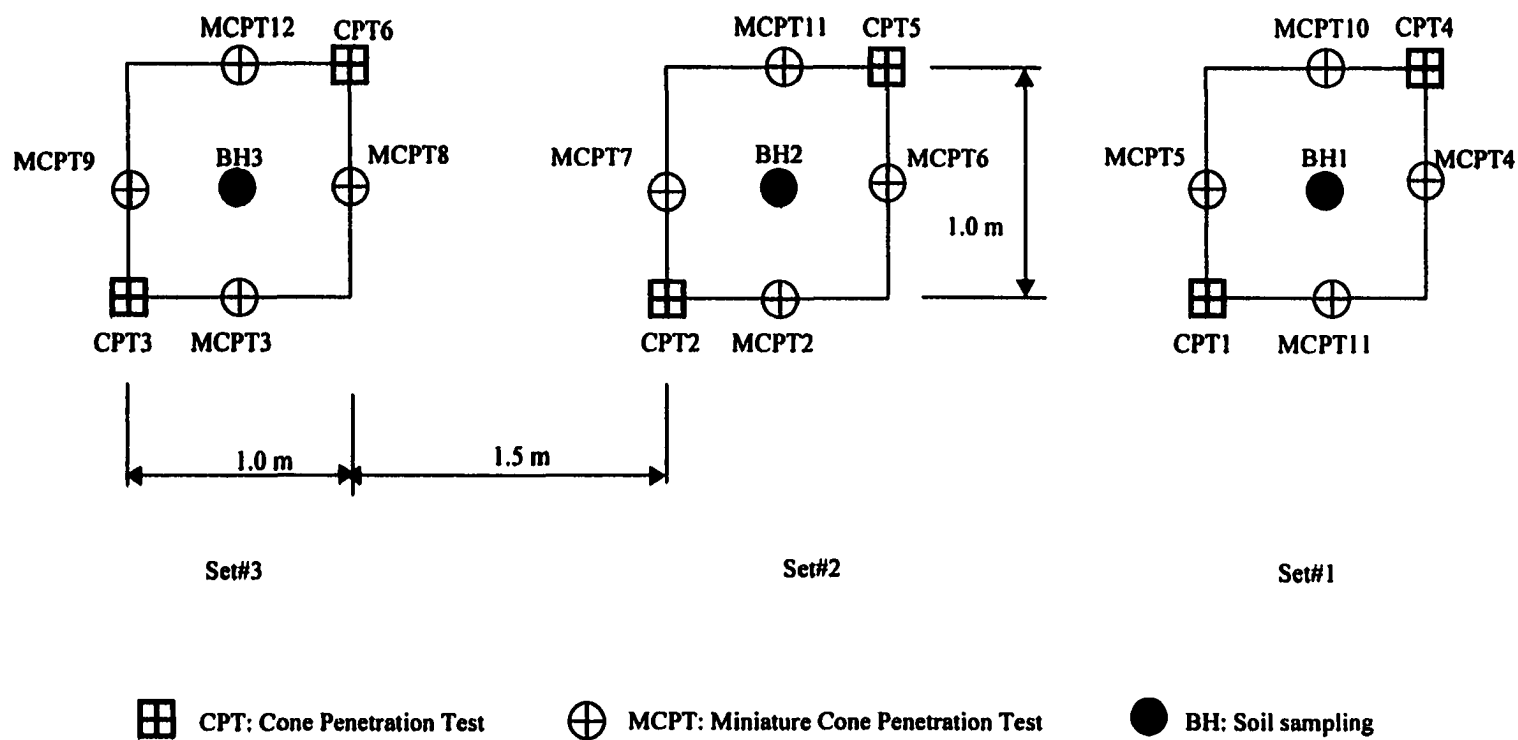 MCPT12 CPT6
MCPT11 CPT5
MCPT10 CPT4
MCPT9 BH3 MCPT8
MCPT7 BH2 MCPT6
MCPT5 BH1 MCPT4
1.0 m
CPT3 MCPT3
CPT2 MCPT2
CPT1 MCPT11
1.0 m 1.5 m
Set#3 Set#2 Set#1
CPT: Cone Penetration Test MCPT: Miniature Cone Penetration Test BH: Soil sampling